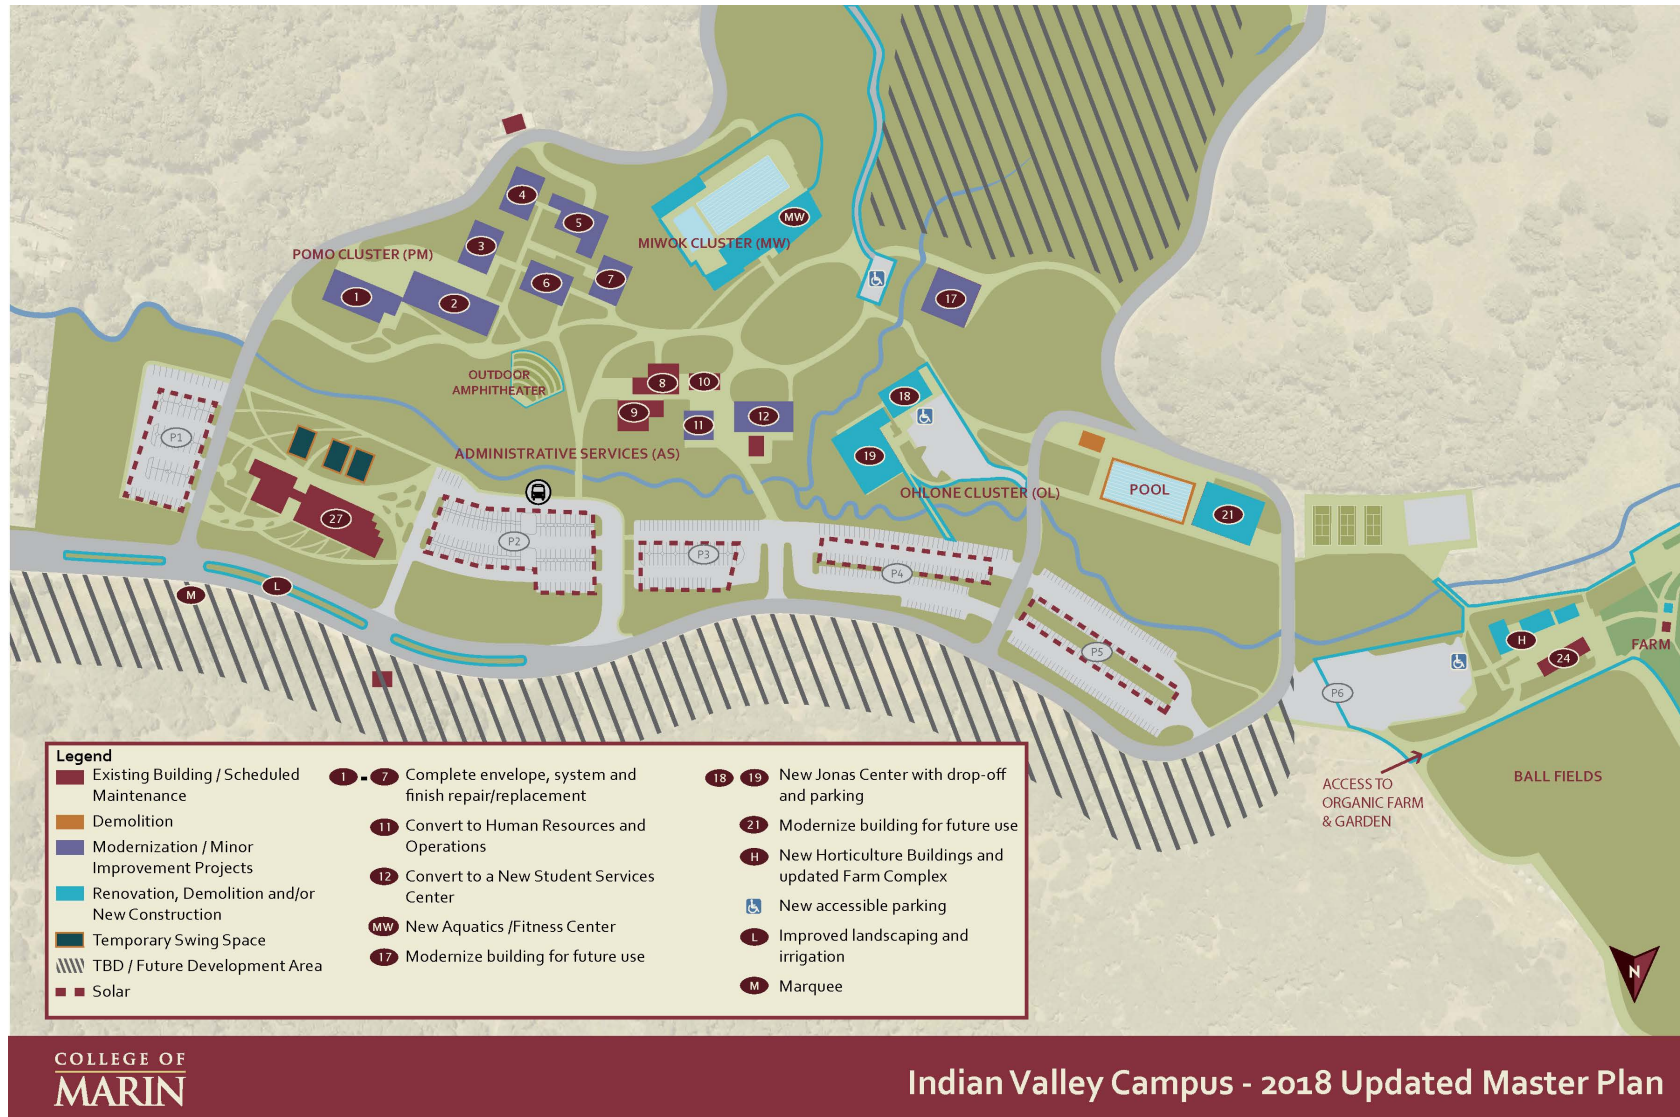 4
5
3
MW
POMO CLUSTER (PM)
MIWOK CLUSTER (MW)
6
7
1
2
17
OUTDOOR
AMPHITHEATER
8
10
9
11
12
18
19
P1
ADMINISTRATIVE SERVICES (AS)
OHLONE CLUSTER (OL)
POOL
21
27
P2
P3
P4
L
M
P5
H
24
FARM
P6
ACCESS TO
ORGANIC FARM
& GARDEN
BALL FIELDS
N
Legend
Existing Building / Scheduled
Maintenance
Demolition
Modernization / Minor
Improvement Projects
Renovation, Demolition and/or
New Construction
Temporary Swing Space
TBD / Future Development Area
Solar
1 - 7 Complete envelope, system and
finish repair/replacement
11 Convert to Human Resources and
Operations
12 Convert to a New Student Services
Center
MW New Aquatics /Fitness Center
17 Modernize building for future use
18 19 New Jonas Center with drop-off
and parking
21 Modernize building for future use
H New Horticulture Buildings and
updated Farm Complex
New accessible parking
L Improved landscaping and
irrigation
M Marquee
COLLEGE OF
MARIN
Indian Valley Campus - 2018 Updated Master Plan